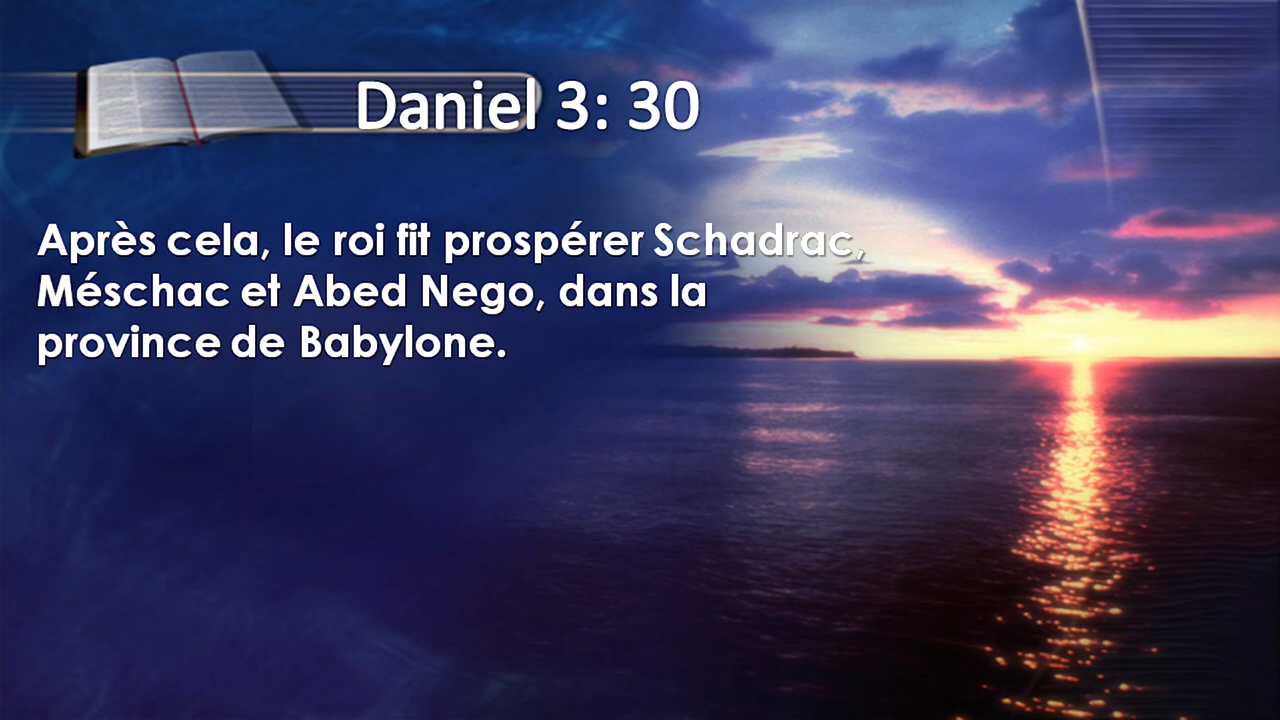 Daniel 3: 30
Après cela, le roi fit prospérer Schadrac,
Méschac et Abed Nego, dans la
province de Babylone.